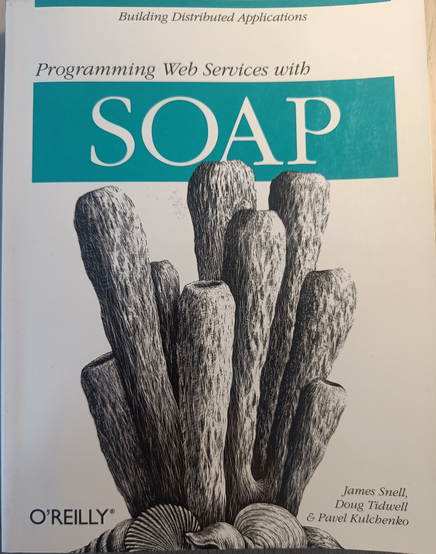 Building Distributed Applications
Programming Web Services with
SOAP
James Snell,
Doug Tidwell
& Pavel Kulchenko
O'REILLY®